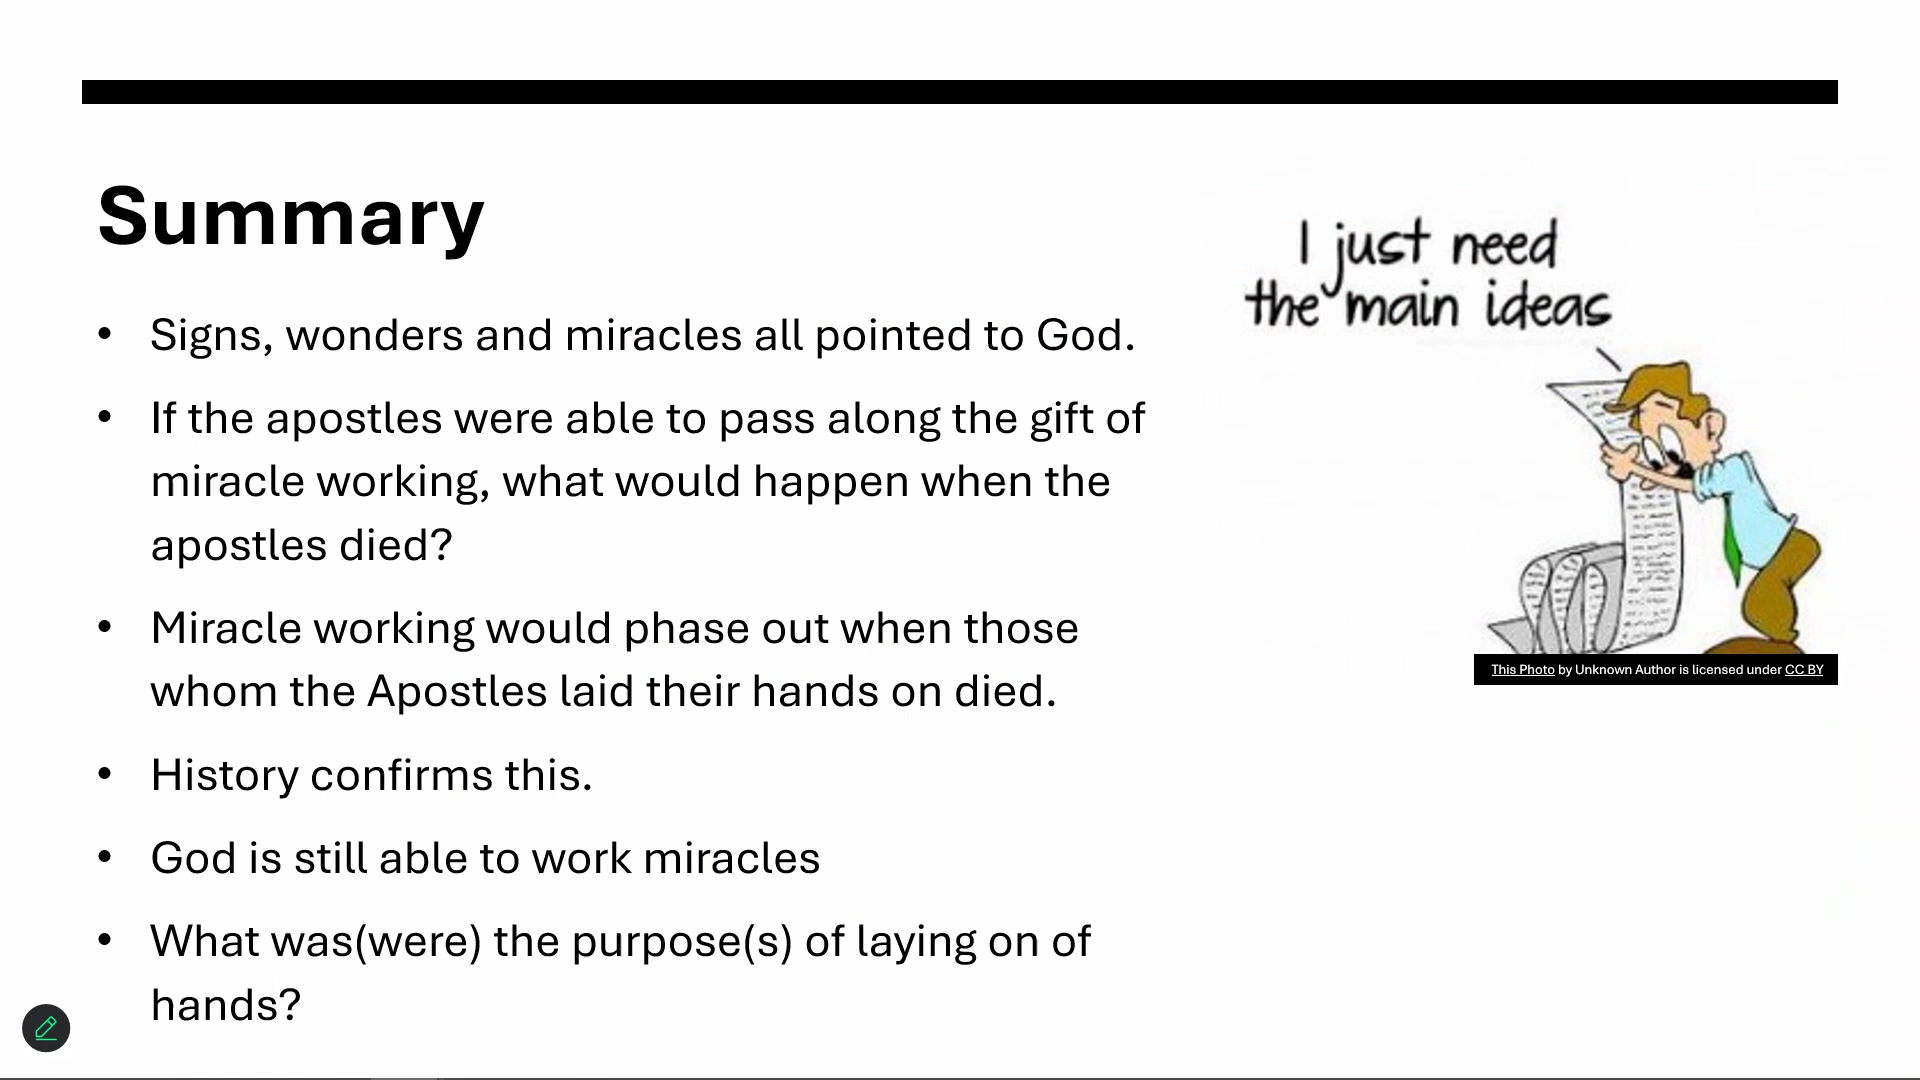 Summary
• Signs, wonders and miracles all pointed to God.
• If the apostles were able to pass along the gift of
miracle working, what would happen when the
apostles died?
• Miracle working would phase out when those
whom the Apostles laid their hands on died.
• History confirms this.
• God is still able to work miracles
• What was(were) the purpose(s) of laying on of
hands?
I just need
the main ideas
This Photo by Unknown Author is licensed under CC BY